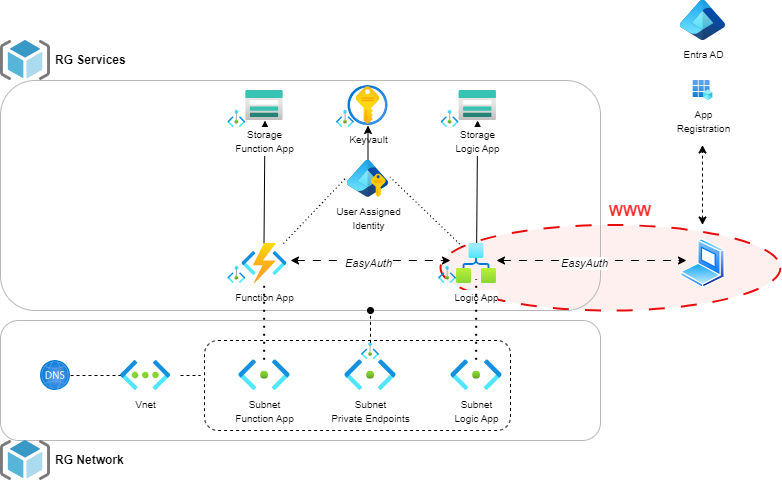 Entra AD
RG Services
App
Registration
Storage
Function App
Keyvault
Storage
Logic App
User Assigned
Identity
WWW
EasyAuth
EasyAuth
Function App
Logic App
DNS
Vnet
Subnet
Function App
Subnet
Private Endpoints
Subnet
Logic App
RG Network